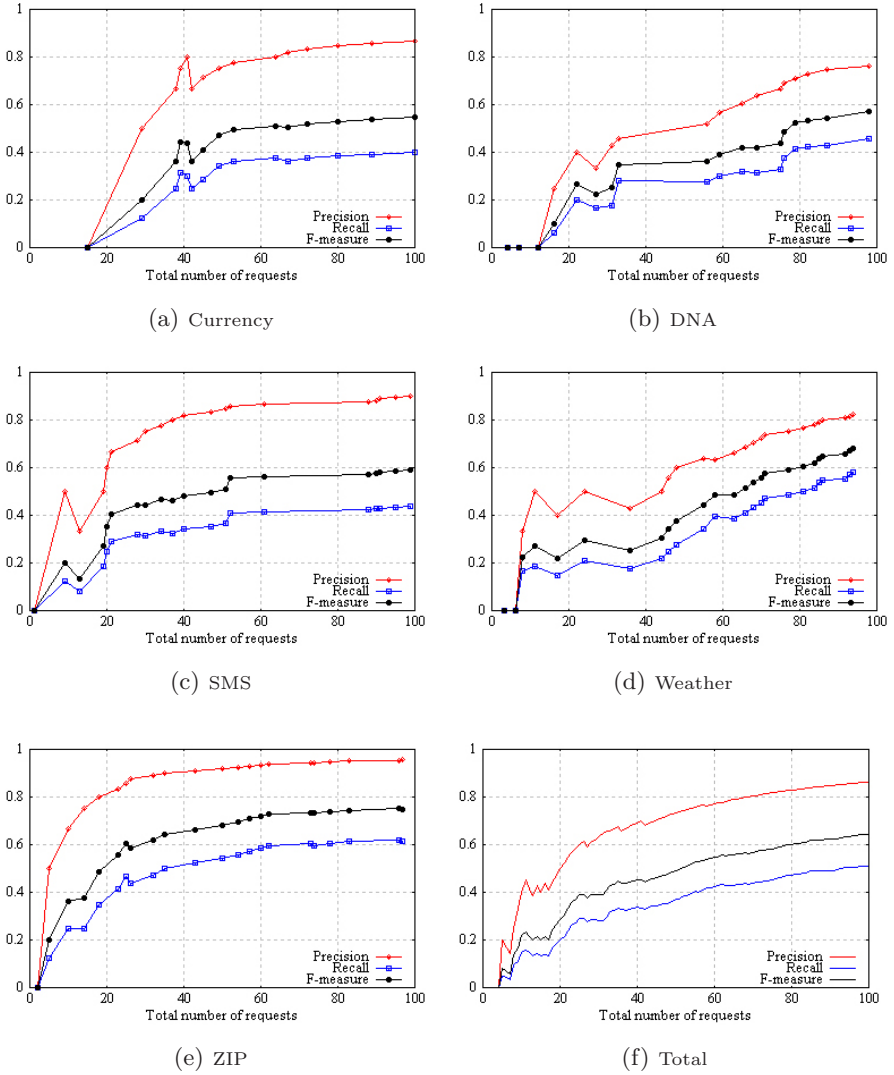 1
0.8
0.6
0.4
0.2
0
0 20 40 60 80 100
Total number of requests
Precision
Recall
F-measure
(a) Currency
1
0.8
0.6
0.4
0.2
0
0 20 40 60 80 100
Total number of requests
Precision
Recall
F-measure
(b) DNA
1
0.8
0.6
0.4
0.2
0
0 20 40 60 80 100
Total number of requests
Precision
Recall
F-measure
(c) SMS
1
0.8
0.6
0.4
0.2
0
0 20 40 60 80 100
Total number of requests
Precision
Recall
F-measure
(d) Weather
1
0.8
0.6
0.4
0.2
0
0 20 40 60 80 100
Total number of requests
Precision
Recall
F-measure
(e) ZIP
1
0.8
0.6
0.4
0.2
0
0 20 40 60 80 100
Total number of requests
Precision
Recall
F-measure
(f) Total